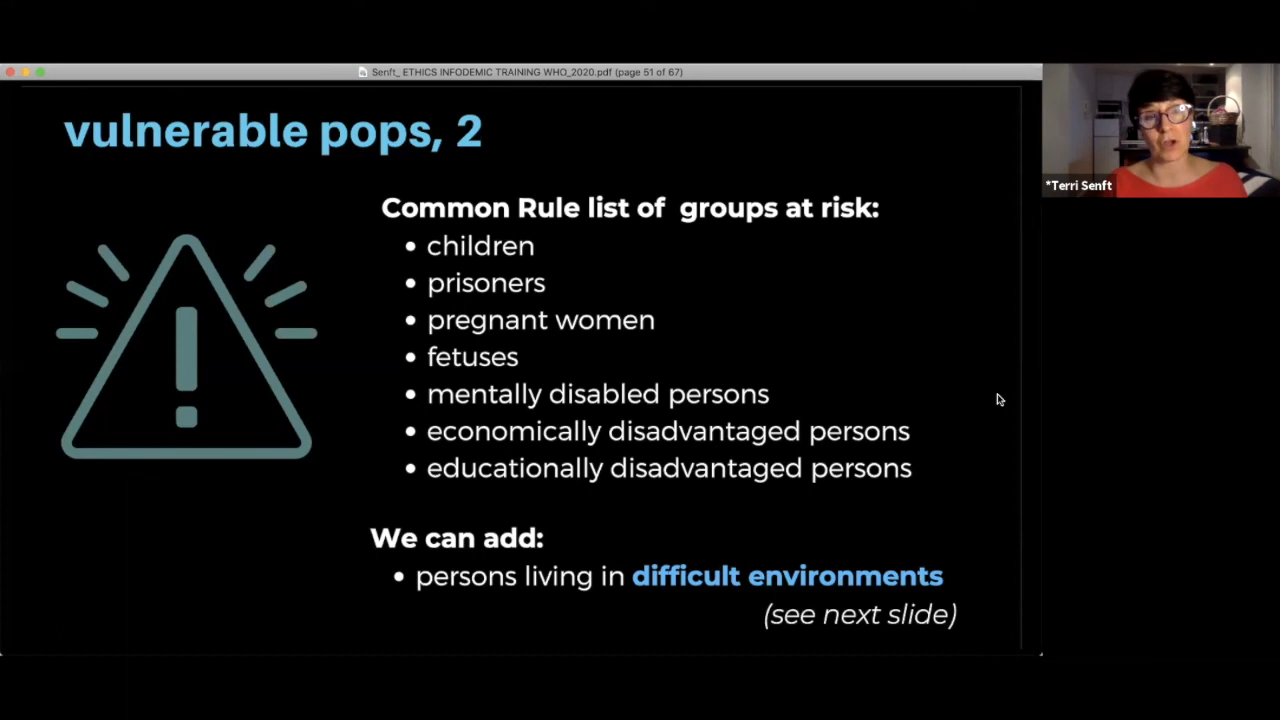 Senft_ ETHICS INFODEMIC TRAINING WHO_2020.pdf (page 51 of 67)
vulnerable pops, 2
*Terri Senft
Common Rule list of groups at risk:
• children
• prisoners
• pregnant women
• fetuses
• mentally disabled persons
• economically disadvantaged persons
• educationally disadvantaged persons
We can add:
• persons living in difficult environments
(see next slide)